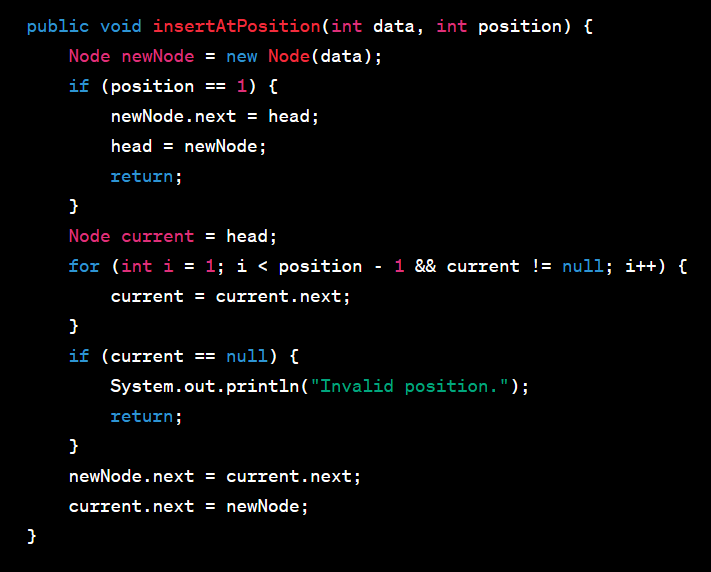 public void insertAtPosition(int data, int position) {
    Node newNode = new Node(data);
    if (position == 1) {
        newNode.next = head;
        head = newNode;
        return;
    }
    Node current = head;
    for (int i = 1; i < position - 1 && current != null; i++) {
        current = current.next;
    }
    if (current == null) {
        System.out.println("Invalid position.");
        return;
    }
    newNode.next = current.next;
    current.next = newNode;
}